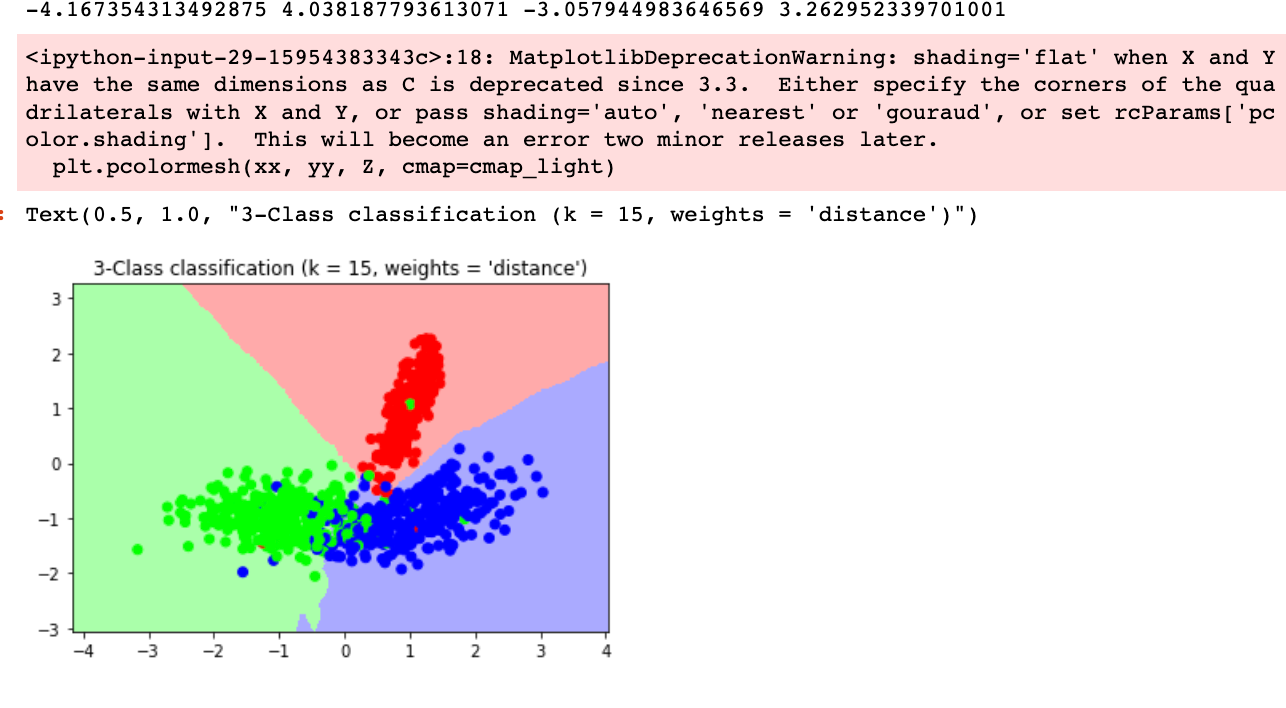 -4.167354313492875 4.038187793613071 -3.057944983646569 3.262952339701001
<ipython-input-29-15954383343c>:18: MatplotlibDeprecationWarning: shading='flat' when X and Y
have the same dimensions as C is deprecated since 3.3.  Either specify the corners of the qua
drilaterals with X and Y, or pass shading='auto', 'nearest' or 'gouraud', or set rcParams['pc
olor.shading'].  This will become an error two minor releases later.
  plt.pcolormesh(xx, yy, Z, cmap=cmap_light)
: Text(0.5, 1.0, "3-Class classification (k = 15, weights = 'distance')")
3-Class classification (k = 15, weights = 'distance')
3
2
1
0
−1
−2
−3
−4 −3 −2 −1 0 1 2 3 4